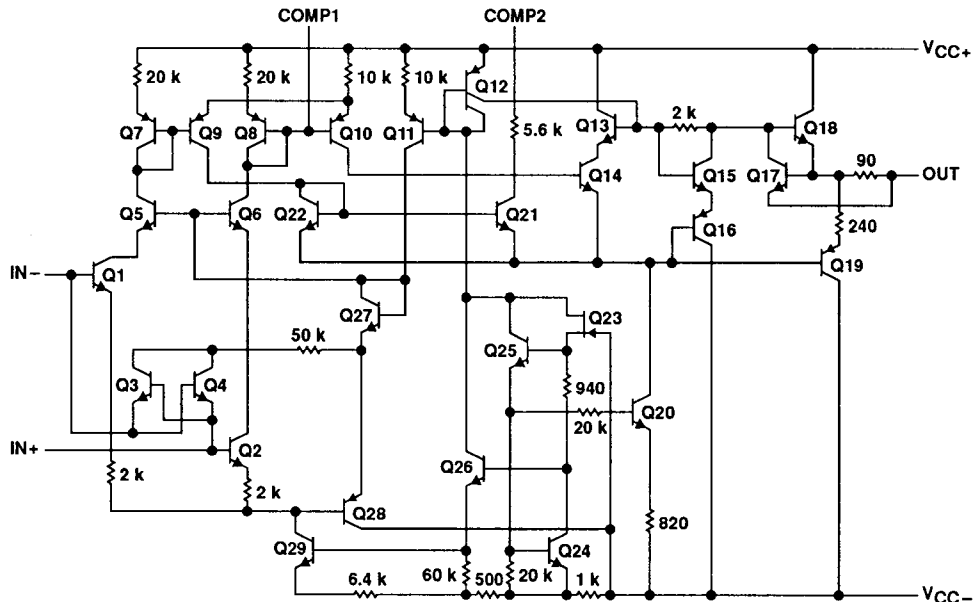 COMP1 COMP2
VCC+
20 k 20 k 10 k 10 k Q12
5.6 k 2 k
Q7 Q9 Q8 Q10 Q11 Q13 Q18
90
OUT
Q14 Q15 Q17
Q5 Q6 Q22 Q21 Q16 240
IN− Q1 Q19
Q27 Q23
50 k Q25
Q3 Q4 940
20 k Q20
IN+ Q2
Q26
2 k 2 k
Q28 820
Q29 Q24
6.4 k 60 k 500 20 k 1 k
VCC−